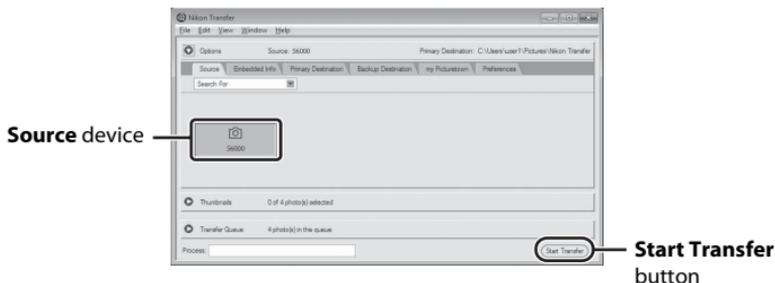 Nikon Transfer
File Edit View Window Help
Options Source: S6000 Primary Destination: C:\Users\user1\Pictures\Nikon Transfer
Source Embedded Info Primary Destination Backup Destination my Picturetown Preferences
Search For
Source device
S6000
Thumbnails 0 of 4 photo(s) selected
Transfer Queue 4 photo(s) in the queue
Process: Start Transfer
Start Transfer
button